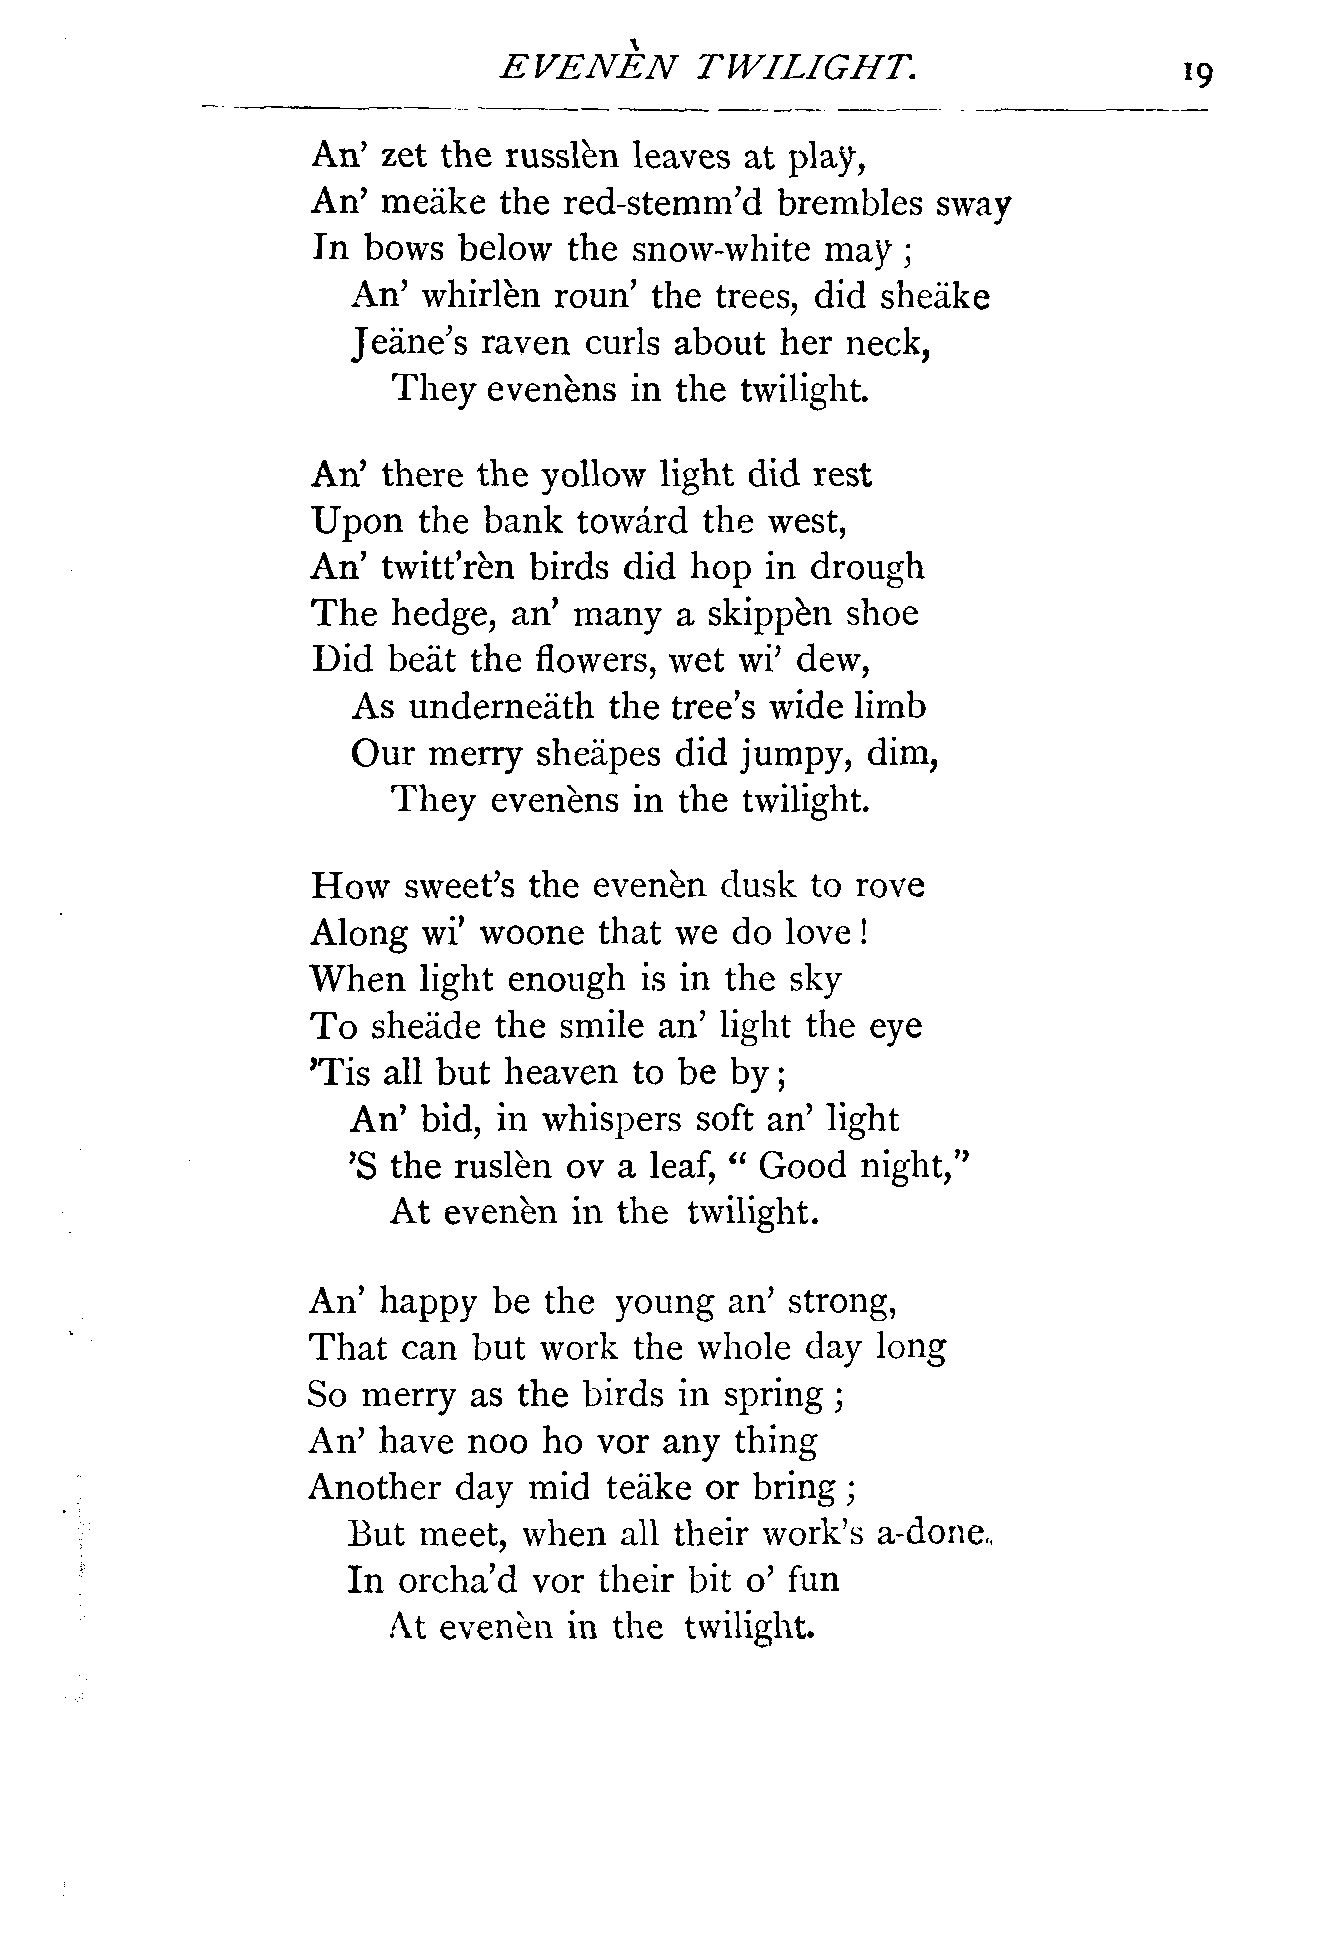 EVENÈN TWILIGHT. 19
An' zet the russlèn leaves at plaÿ,
An' meäke the red-stemm'd brembles sway
In bows below the snow-white maÿ ;
An' whirlèn roun' the trees, did sheäke
Jeäne's raven curls about her neck,
They evenèns in the twilight.
An' there the yollow light did rest
Upon the bank towárd the west,
An' twitt'rèn birds did hop in drough
The hedge, an' many a skippèn shoe
Did beät the flowers, wet wi' dew,
As underneäth the tree's wide limb
Our merry sheäpes did jumpy, dim,
They evenèns in the twilight.
How sweet's the evenèn dusk to rove
Along wi' woone that we do love !
When light enough is in the sky
To sheäde the smile an' light the eye
'Tis all but heaven to be by ;
An' bid, in whispers soft an' light
'S the ruslèn ov a leaf, “ Good night,”
At evenèn in the twilight.
An' happy be the young an' strong,
That can but work the whole day long
So merry as the birds in spring ;
An' have noo ho vor any thing
Another day mid teäke or bring ;
But meet, when all their work's a-done,
In orcha'd vor their bit o' fun
At evenèn in the twilight.